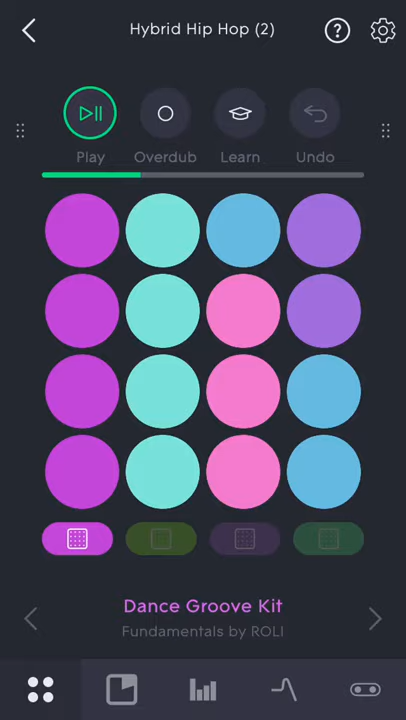 Hybrid Hip Hop (2)
?
Play Overdub Learn Undo
Dance Groove Kit
Fundamentals by ROLI